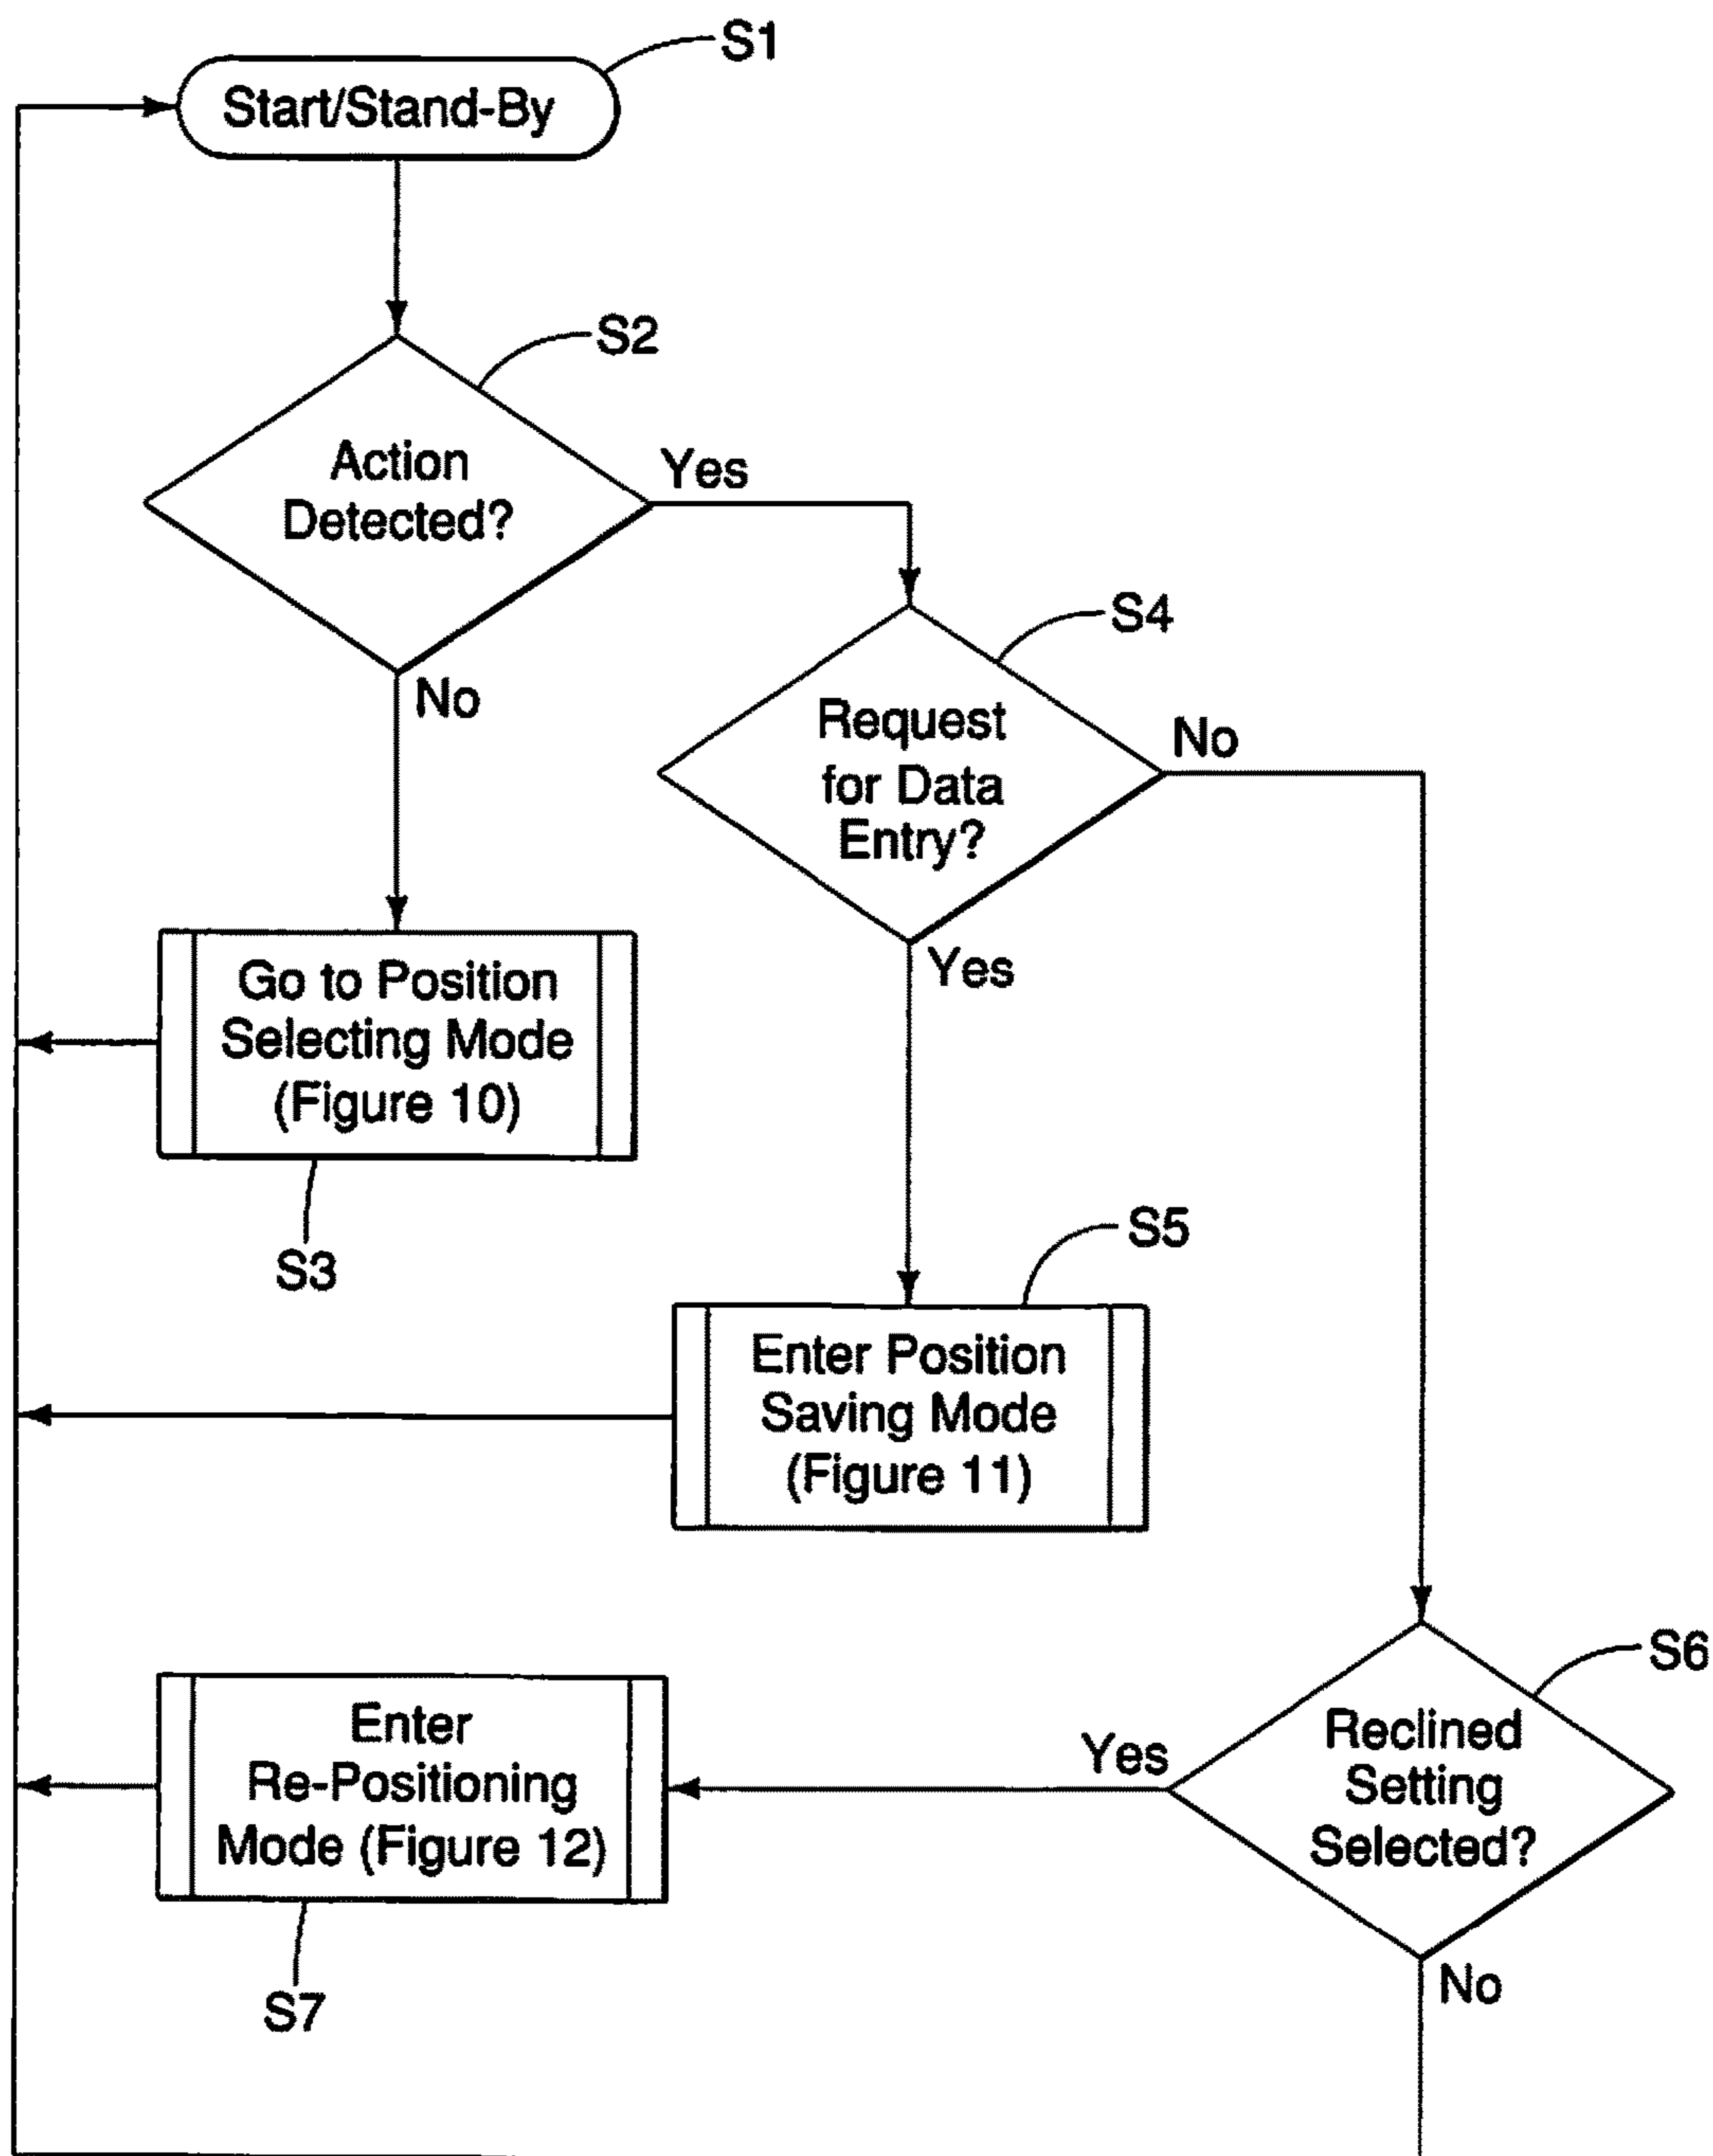 S1
Start/Stand-By
S2
Action
Detected?
Yes
No
S4
Request
for Data
Entry?
No
Yes
Go to Position
Selecting Mode
(Figure 10)
S3
S5
Enter Position
Saving Mode
(Figure 11)
S6
Reclined
Setting
Selected?
Yes
No
Enter
Re-Positioning
Mode (Figure 12)
S7